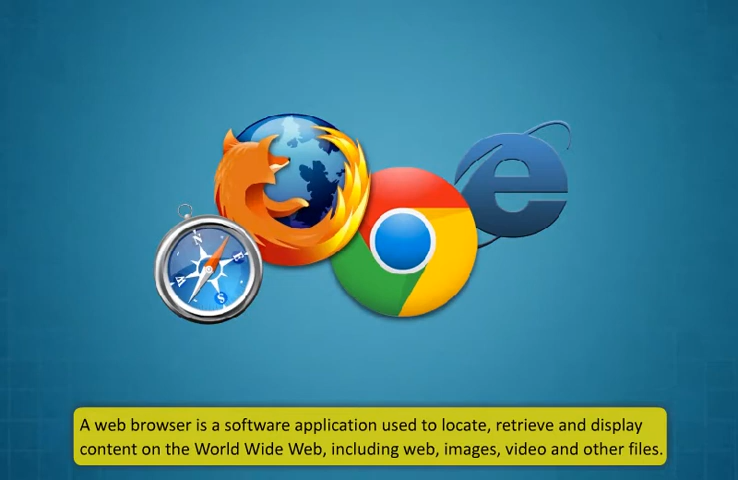 N
E
W
S
e
A web browser is a software application used to locate, retrieve and display
content on the World Wide Web, including web, images, video and other files.